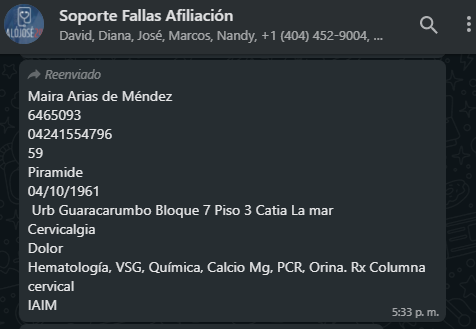 ALÓJOSÉ
Soporte Fallas Afiliación
David, Diana, José, Marcos, Nandy, +1 (404) 452-9004, ...
Reenviado
Maira Arias de Méndez
6465093
04241554796
59
Piramide
04/10/1961
Urb Guaracarumbo Bloque 7 Piso 3 Catia La mar
Cervicalgia
Dolor
Hematología, VSG, Química, Calcio Mg, PCR, Orina. Rx Columna
cervical
IAIM
5:33 p. m.